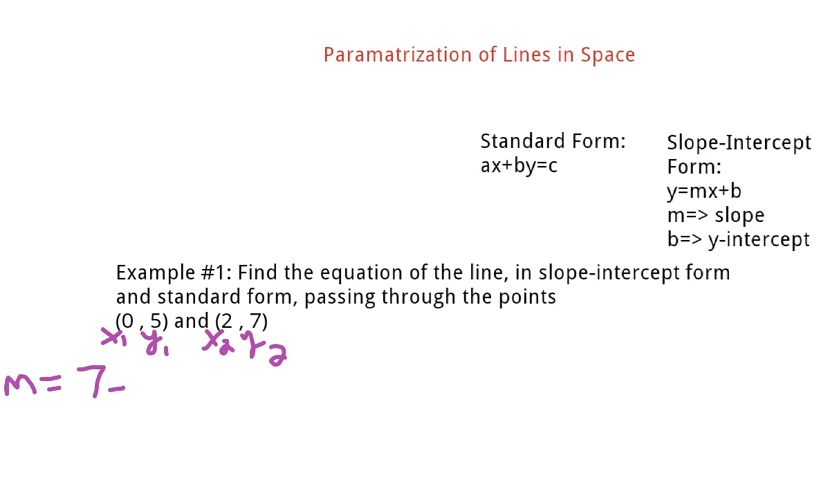 Paramatrization of Lines in Space
Standard Form:
ax+by=c
Slope-Intercept
Form:
y=mx+b
m=> slope
b=> y-intercept
Example #1: Find the equation of the line, in slope-intercept form
and standard form, passing through the points
(0 , 5) and (2 , 7)
x₁ y₁ x₂ y₂
m = 7 -